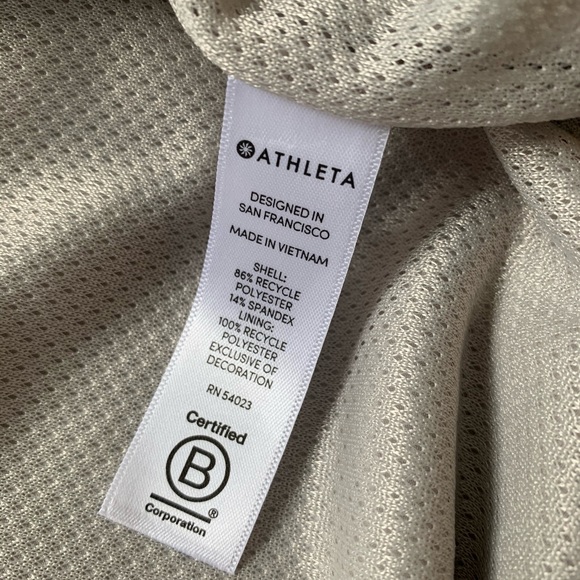 ATHLETA
DESIGNED IN
SAN FRANCISCO
MADE IN VIETNAM
SHELL:
86% RECYCLE
POLYESTER
14% SPANDEX
LINING:
100% RECYCLE
POLYESTER
EXCLUSIVE OF
DECORATION
RN 54023
Certified
B
®
Corporation